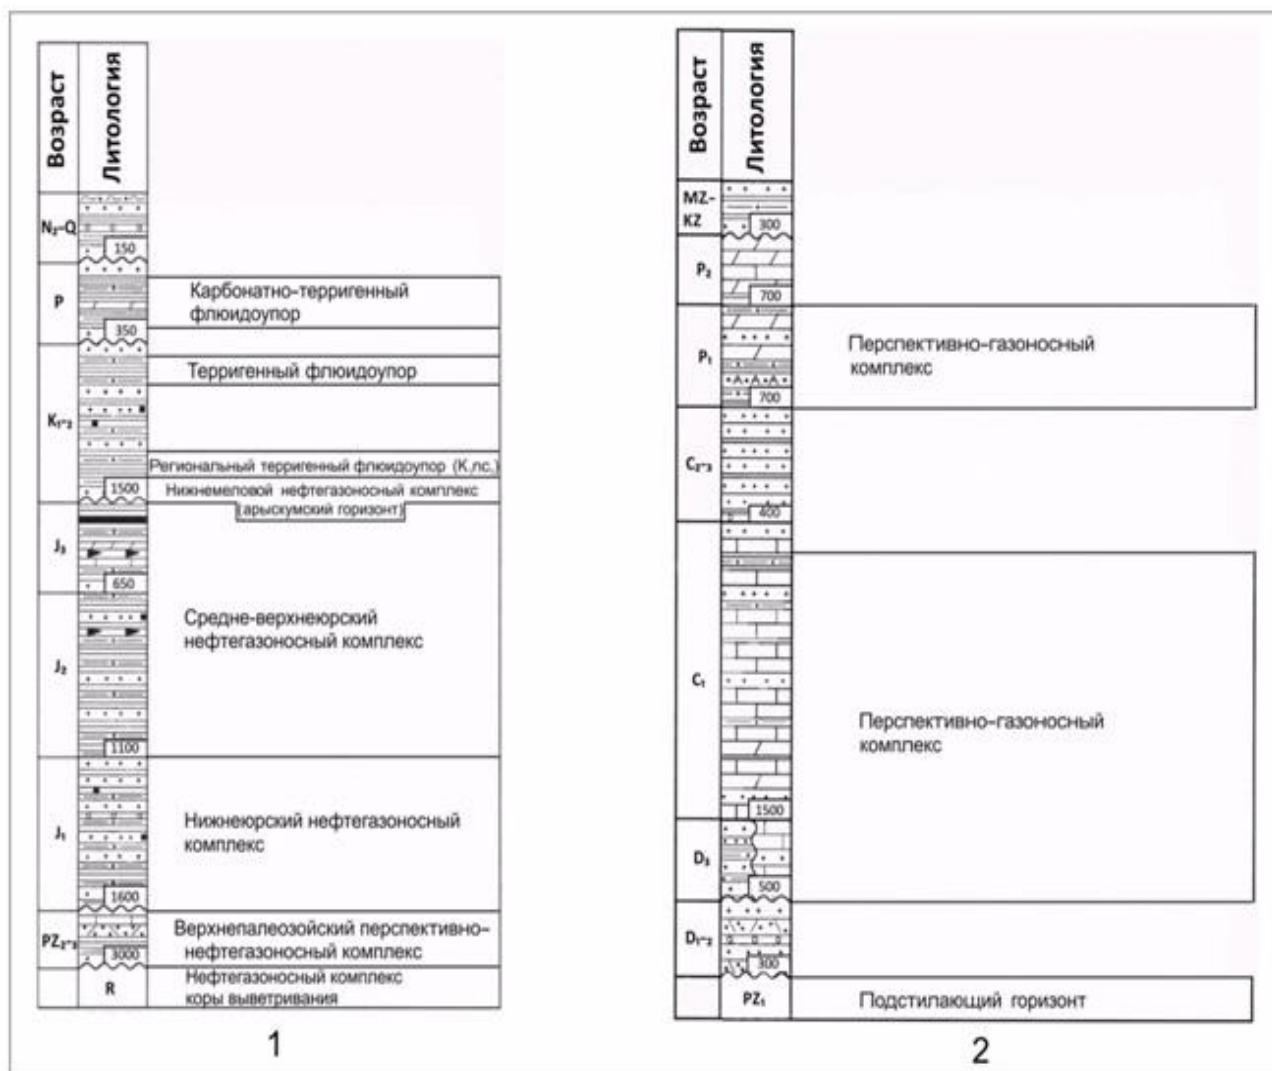 Возраст
Литология
N₂-Q
150
P
350
Карбонатно-терригенный
флюидоупор
K₁-₂
1500
Терригенный флюидоупор
Региональный терригенный флюидоупор (K₁nc₁)
Нижнемеловой нефтегазоносный комплекс
(арыскумский горизонт)
J₃
650
J₂
1100
Средне-верхнеюрский
нефтегазоносный комплекс
J₁
1600
Нижнеюрский нефтегазоносный
комплекс
PZ₂-₃
3000
Верхнепалеозойский перспективно-
нефтегазоносный комплекс
R
Нефтегазоносный комплекс
коры выветривания
1
Возраст
Литология
MZ-
KZ
300
P₂
700
P₁
700
Перспективно-газоносный
комплекс
C₂-₃
400
C₁
1500
Перспективно-газоносный
комплекс
D₃
500
D₁-₂
300
PZ₁
Подстилающий горизонт
2